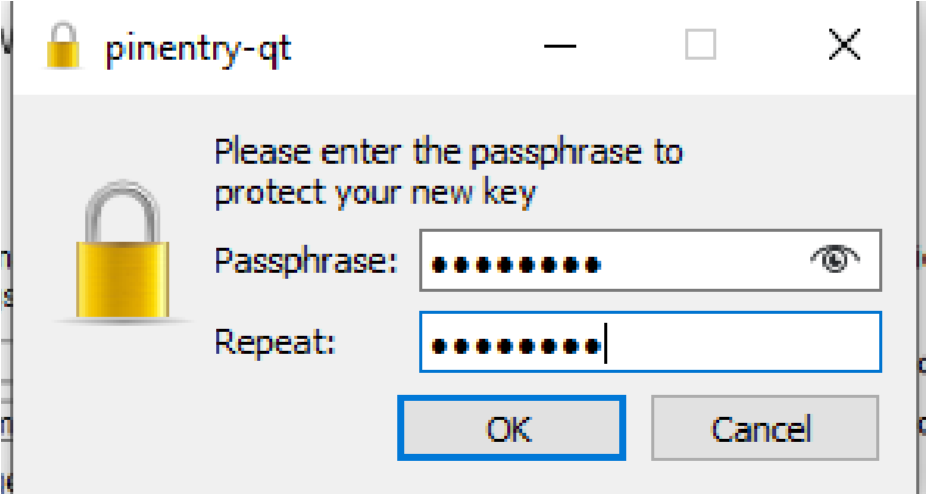 pinentry-qt
Please enter the passphrase to
protect your new key
Passphrase: ●●●●●●●●
Repeat: ●●●●●●●●
OK Cancel